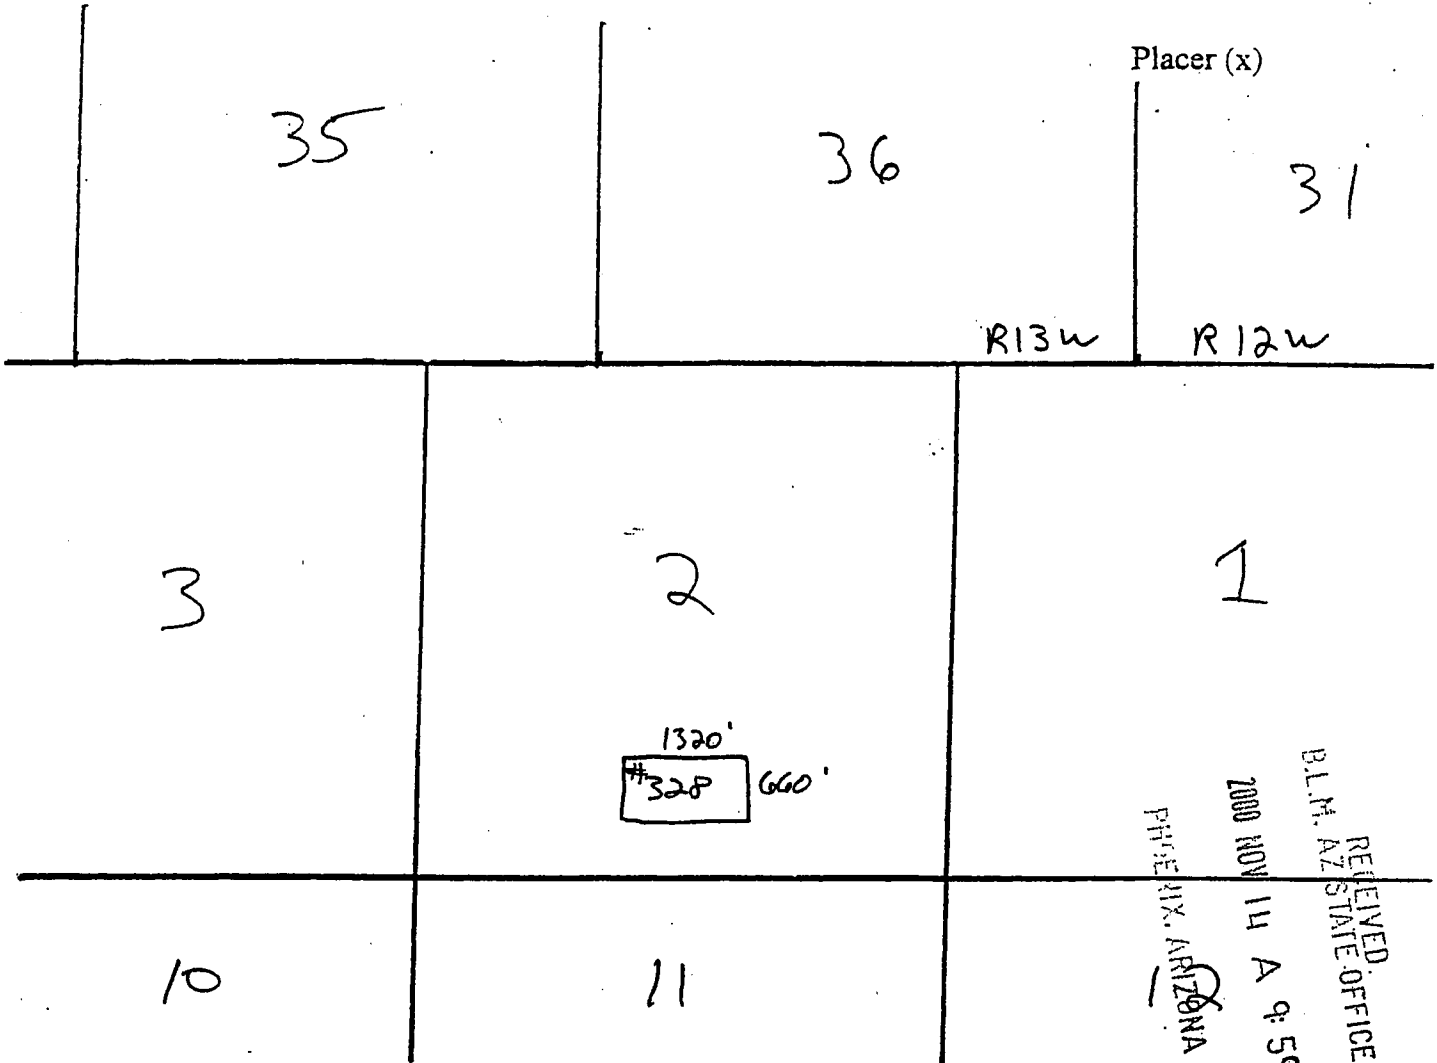 Placer (x)
35
36
31
R13W
R12W
3
2
1
1320'
#328
660'
10
11
12
RECEIVED
B.L.M. AZ STATE OFFICE
2000 NOV 14 A 9:5
PHOENIX, ARIZONA